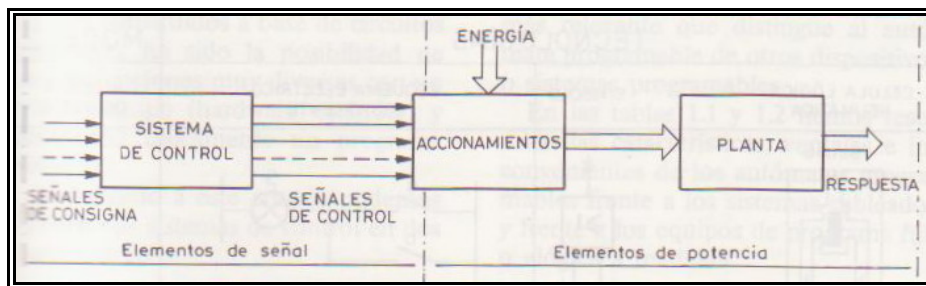 ENERGÍA
SISTEMA
DE CONTROL
ACCIONAMIENTOS
PLANTA
SEÑALES
DE CONSIGNA
SEÑALES
DE CONTROL
RESPUESTA
Elementos de señal
Elementos de potencia